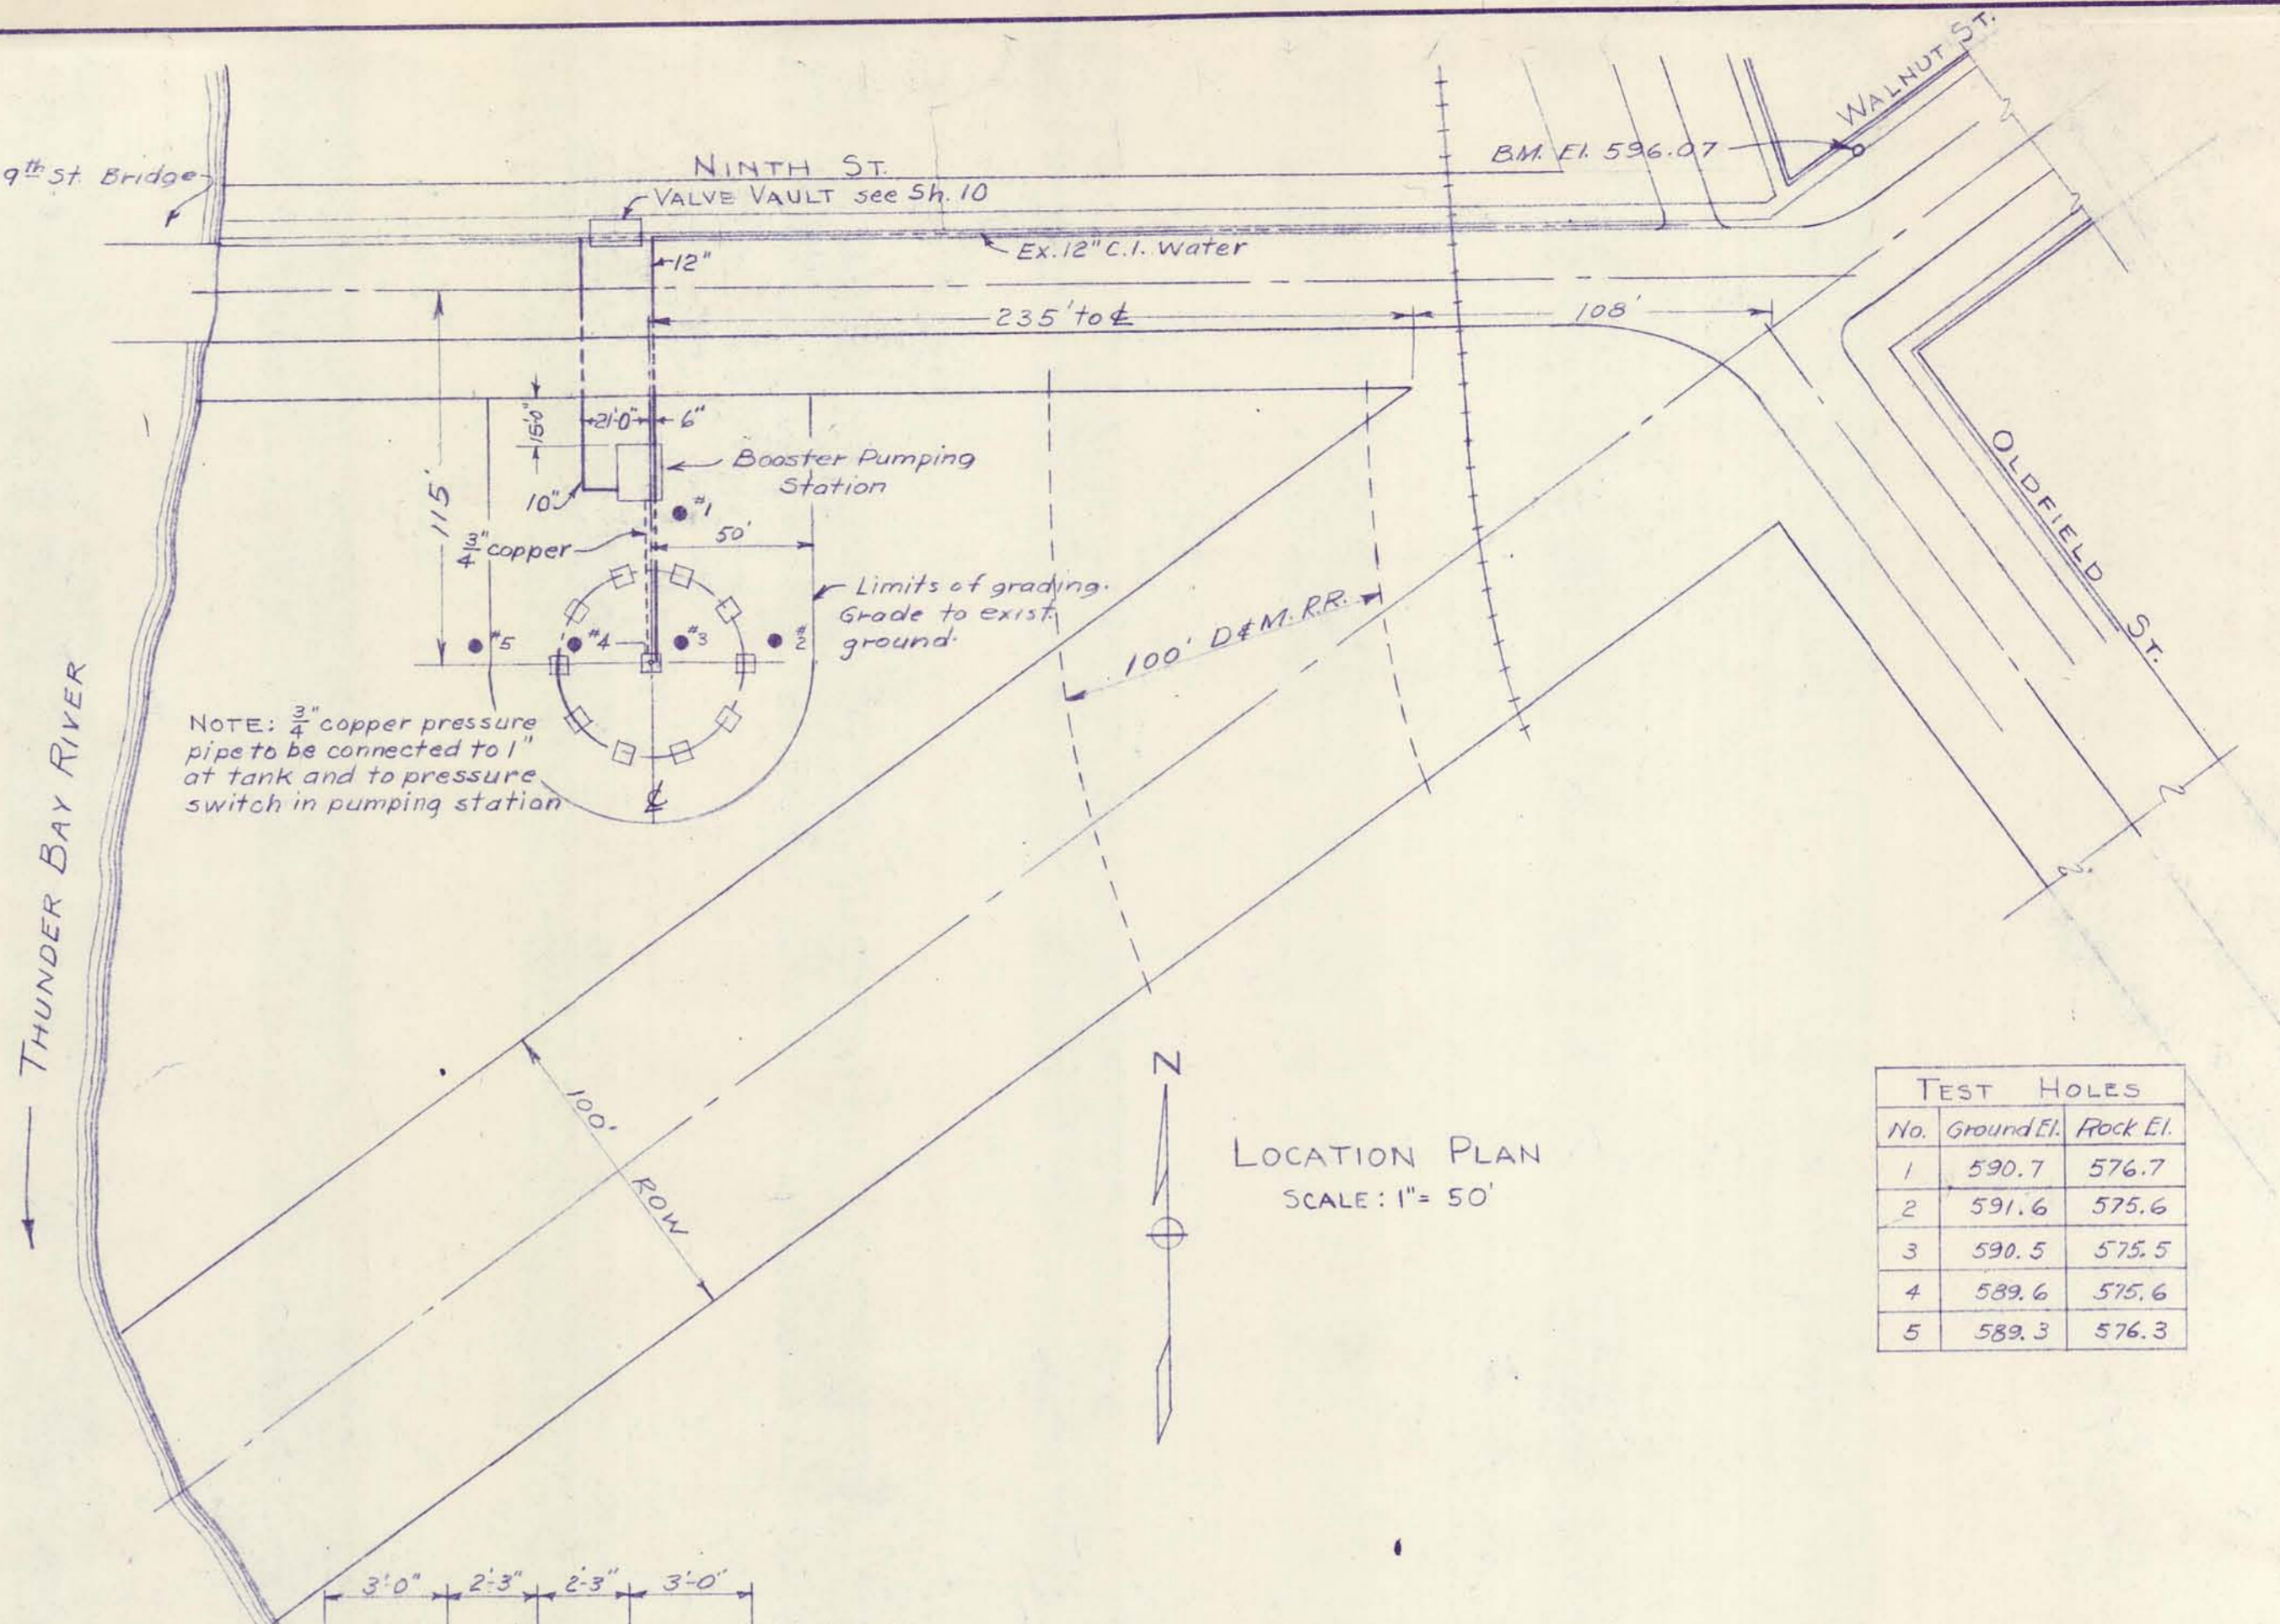 WALNUT ST.
9th St. Bridge
NINTH ST.
VALVE VAULT see Sh. 10
B.M. El. 596.07
Ex. 12" C.I. Water
12"
235' to ℄
108'
15'-0"
21'-0"
6"
Booster Pumping
Station
10"
#1
115'
50'
3/4" copper
Limits of grading.
Grade to exist.
ground.
#5
#4
#3
#2
100' D&M. R.R.
OLDFIELD ST.
NOTE: 3/4" copper pressure
pipe to be connected to 1"
at tank and to pressure
switch in pumping station
℄
THUNDER BAY RIVER
100'
ROW
N
LOCATION PLAN
SCALE: 1" = 50'
TEST HOLES
No. Ground El. Rock El.
1 590.7 576.7
2 591.6 575.6
3 590.5 575.5
4 589.6 575.6
5 589.3 576.3
3'-0" 2'-3" 2'-3" 3'-0"